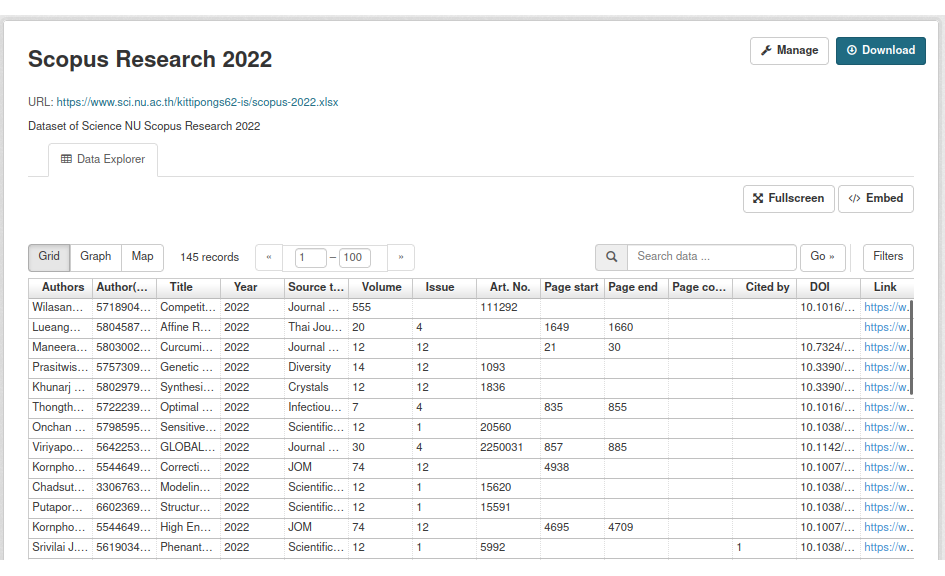 Scopus Research 2022
Manage
Download
URL: https://www.sci.nu.ac.th/kittipongs62-is/scopus-2022.xlsx
Dataset of Science NU Scopus Research 2022
Data Explorer
Fullscreen
Embed
Grid Graph Map 145 records « 1 – 100 » Search data ... Go » Filters
Authors Author(... Title Year Source t... Volume Issue Art. No. Page start Page end Page co... Cited by DOI Link
Wilasan... 5718904... Competit... 2022 Journal ... 555 111292 10.1016/... https://w...
Lueang... 5804587... Affine R... 2022 Thai Jou... 20 4 1649 1660 https://w...
Maneera... 5803002... Curcumi... 2022 Journal ... 12 12 21 30 10.7324/... https://w...
Prasitwis... 5757309... Genetic ... 2022 Diversity 14 12 1093 10.3390/... https://w...
Khunarj ... 5802979... Synthesi... 2022 Crystals 12 12 1836 10.3390/... https://w...
Thongth... 5722239... Optimal ... 2022 Infectiou... 7 4 835 855 10.1016/... https://w...
Onchan ... 5798595... Sensitive... 2022 Scientific... 12 1 20560 10.1038/... https://w...
Viriyapo... 5642253... GLOBAL... 2022 Journal ... 30 4 2250031 857 885 10.1142/... https://w...
Kornpho... 5544649... Correcti... 2022 JOM 74 12 4938 10.1007/... https://w...
Chadsut... 3306763... Modelin... 2022 Scientific... 12 1 15620 10.1038/... https://w...
Putapor... 6602369... Structur... 2022 Scientific... 12 1 15591 10.1038/... https://w...
Kornpho... 5544649... High En... 2022 JOM 74 12 4695 4709 10.1007/... https://w...
Srivilai J.... 5619034... Phenant... 2022 Scientific... 12 1 5992 1 10.1038/... https://w...